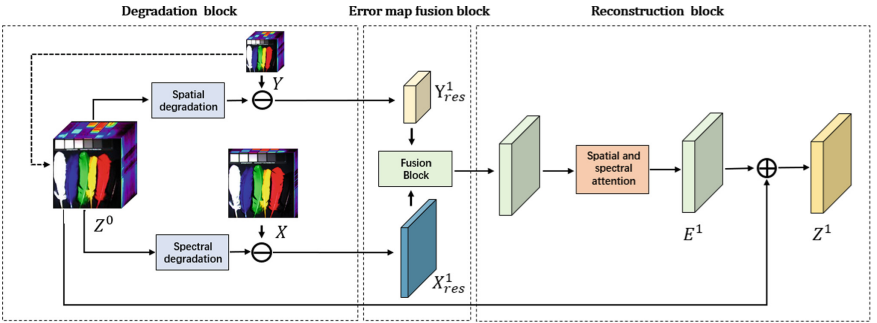 Degradation block
Error map fusion block
Reconstruction block
Y
Spatial
degradation
Y¹res
Fusion
Block
Spatial and
spectral
attention
Z⁰
X
Spectral
degradation
X¹res
E¹
Z¹